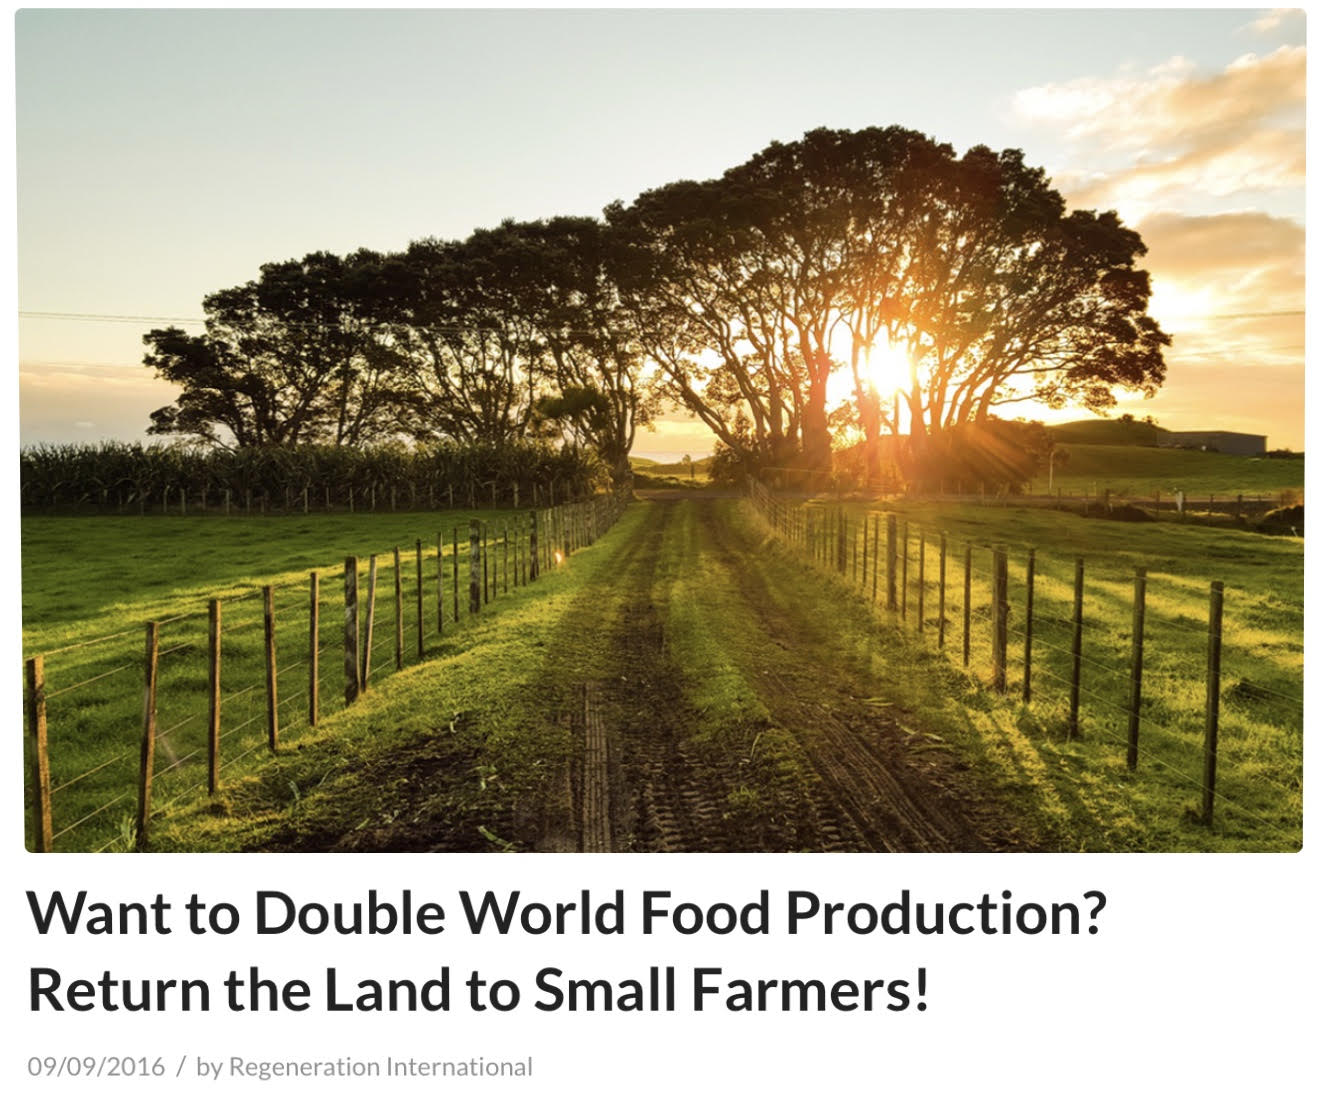 Want to Double World Food Production?
Return the Land to Small Farmers!
09/09/2016 / by Regeneration International